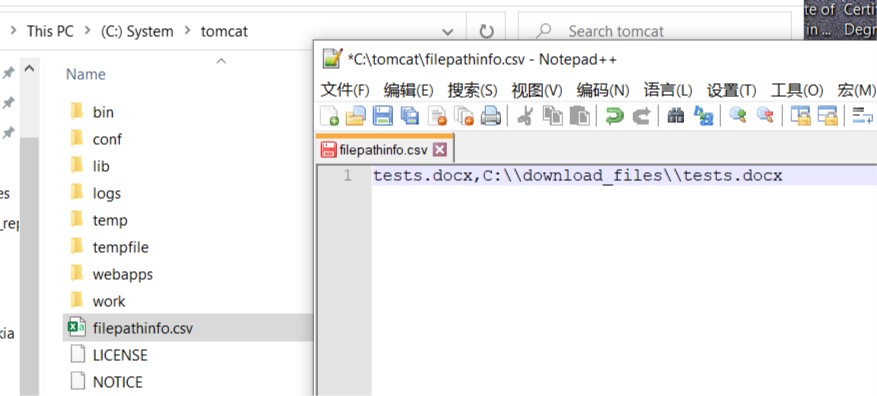 This PC > (C:) System > tomcat
Search tomcat
Name
bin
conf
lib
logs
temp
tempfile
webapps
work
filepathinfo.csv
LICENSE
NOTICE
*C:\tomcat\filepathinfo.csv - Notepad++
文件(F) 编辑(E) 搜索(S) 视图(V) 编码(N) 语言(L) 设置(T) 工具(O) 宏(M)
filepathinfo.csv
1 tests.docx,C:\\download_files\\tests.docx
te of Certi
in ... Degr
es
_rep
kia